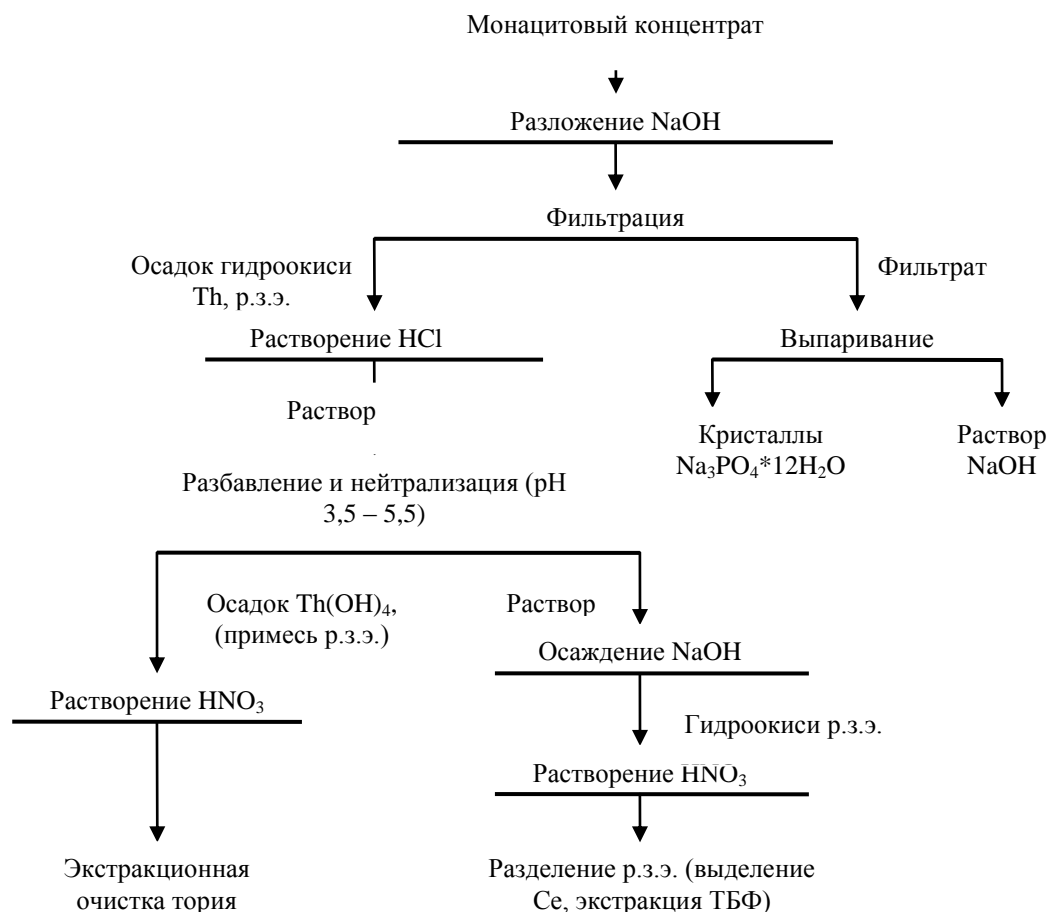 Монацитовый концентрат
Разложение NaOH
Фильтрация
Осадок гидроокиси
Th, р.з.э.
Фильтрат
Растворение HCl
Выпаривание
Раствор
Кристаллы
Na₃PO₄*12H₂O
Раствор
NaOH
Разбавление и нейтрализация (pH
3,5 – 5,5)
Осадок Th(OH)₄,
(примесь р.з.э.)
Раствор
Осаждение NaOH
Растворение HNO₃
Гидроокиси р.з.э.
Растворение HNO₃
Экстракционная
очистка тория
Разделение р.з.э. (выделение
Ce, экстракция ТБФ)